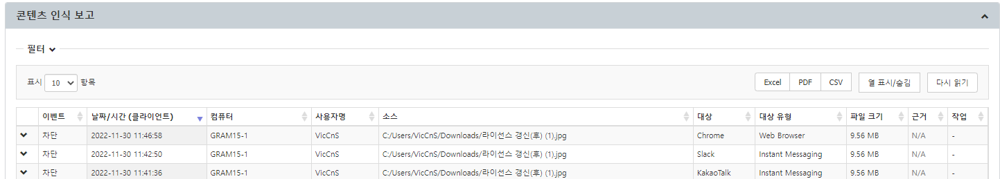 콘텐츠 인식 보고
필터
표시 10 항목 Excel PDF CSV 열 표시/숨김 다시 읽기
이벤트 날짜/시간 (클라이언트) 컴퓨터 사용자명 소스 대상 대상 유형 파일 크기 근거 작업
차단 2022-11-30 11:46:58 GRAM15-1 VicCnS C:/Users/VicCnS/Downloads/라이선스 갱신(후) (1).jpg Chrome Web Browser 9.56 MB N/A -
차단 2022-11-30 11:42:50 GRAM15-1 VicCnS C:/Users/VicCnS/Downloads/라이선스 갱신(후) (1).jpg Slack Instant Messaging 9.56 MB N/A -
차단 2022-11-30 11:41:36 GRAM15-1 VicCnS C:/Users/VicCnS/Downloads/라이선스 갱신(후) (1).jpg KakaoTalk Instant Messaging 9.56 MB N/A -